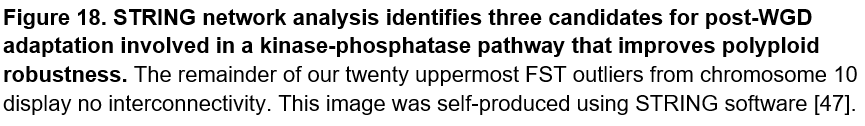 Figure 18. STRING network analysis identifies three candidates for post-WGD
adaptation involved in a kinase-phosphatase pathway that improves polyploid
robustness. The remainder of our twenty uppermost FST outliers from chromosome 10
display no interconnectivity. This image was self-produced using STRING software [47].